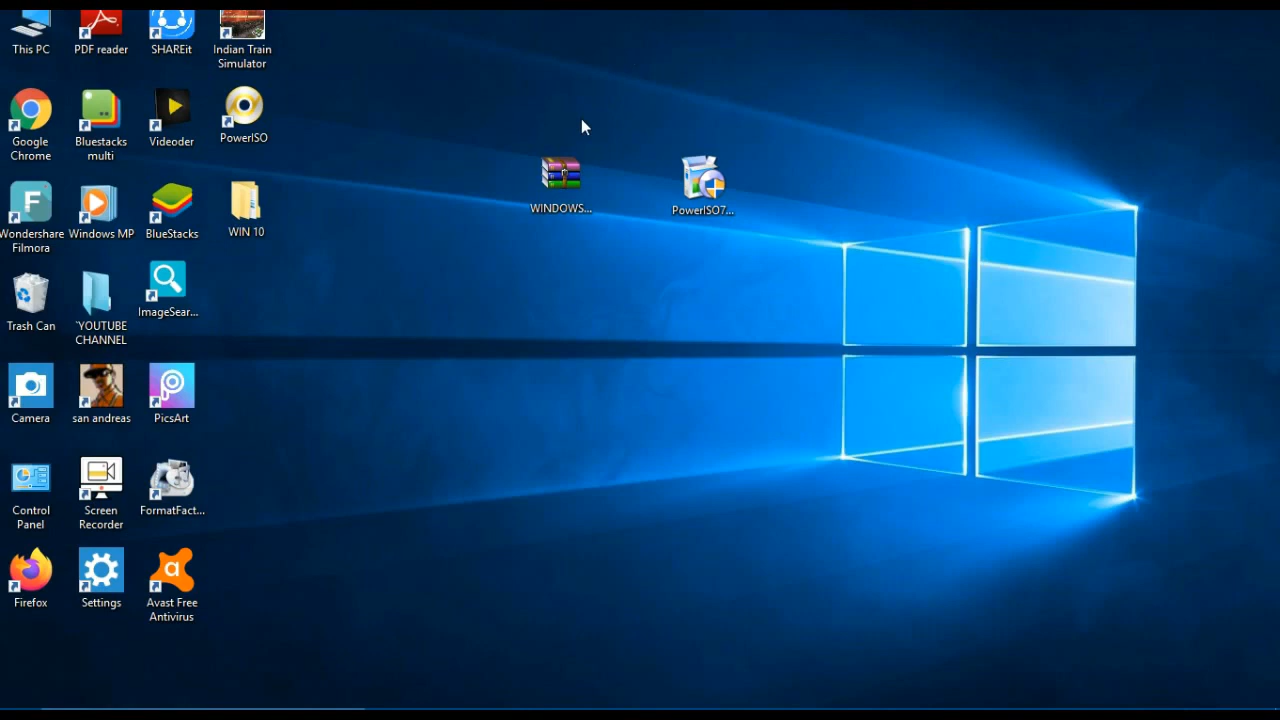 This PC
PDF reader
SHAREit
Indian Train
Simulator
Google
Chrome
Bluestacks
multi
Videoder
PowerISO
WINDOWS...
PowerISO7...
Wondershare
Filmora
Windows MP
BlueStacks
WIN 10
Trash Can
`YOUTUBE
CHANNEL
ImageSear...
Camera
san andreas
PicsArt
Control
Panel
Screen
Recorder
FormatFact...
Firefox
Settings
Avast Free
Antivirus